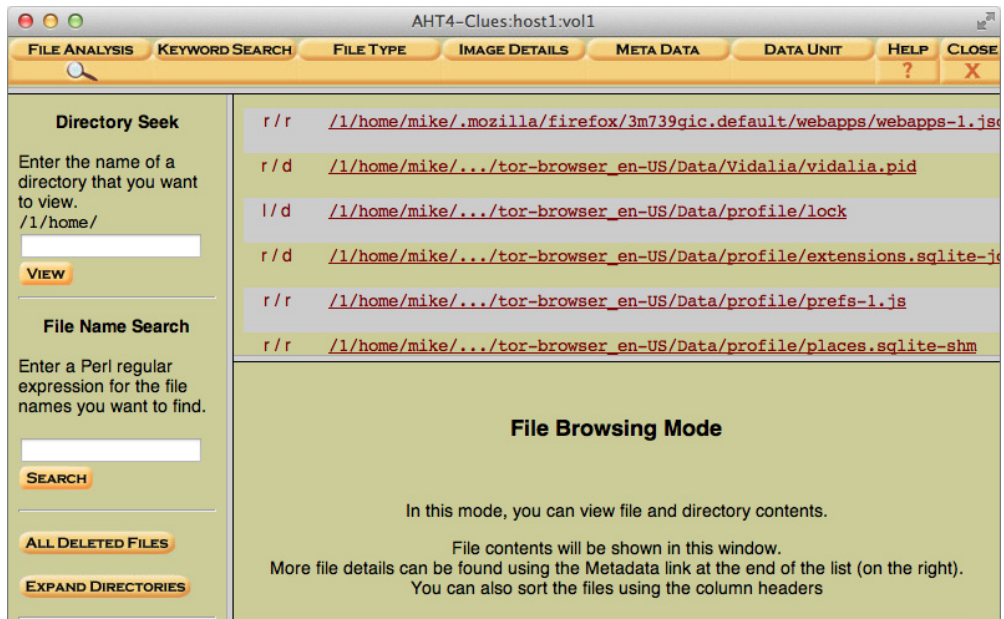 AHT4-Clues:host1:vol1
FILE ANALYSIS KEYWORD SEARCH FILE TYPE IMAGE DETAILS META DATA DATA UNIT HELP CLOSE
? X
Directory Seek
Enter the name of a
directory that you want
to view.
/1/home/
VIEW
File Name Search
Enter a Perl regular
expression for the file
names you want to find.
SEARCH
ALL DELETED FILES
EXPAND DIRECTORIES
r / r /1/home/mike/.mozilla/firefox/3m739qic.default/webapps/webapps-1.jso
r / d /1/home/mike/.../tor-browser_en-US/Data/Vidalia/vidalia.pid
l / d /1/home/mike/.../tor-browser_en-US/Data/profile/lock
r / d /1/home/mike/.../tor-browser_en-US/Data/profile/extensions.sqlite-jo
r / r /1/home/mike/.../tor-browser_en-US/Data/profile/prefs-1.js
r / r /1/home/mike/.../tor-browser_en-US/Data/profile/places.sqlite-shm
File Browsing Mode
In this mode, you can view file and directory contents.
File contents will be shown in this window.
More file details can be found using the Metadata link at the end of the list (on the right).
You can also sort the files using the column headers